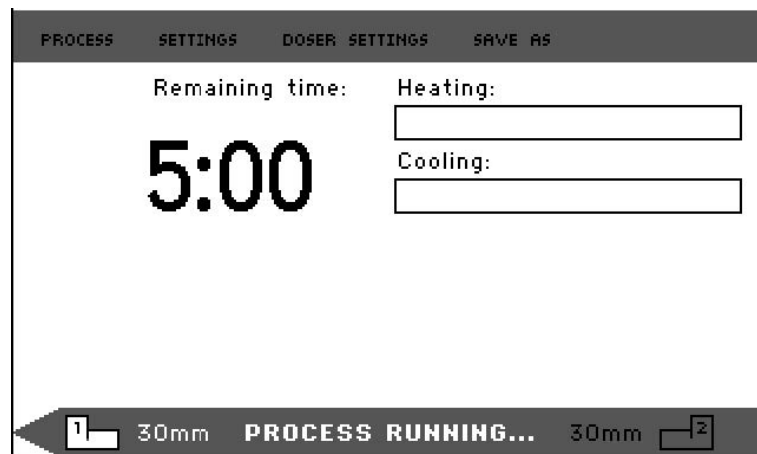 PROCESS SETTINGS DOSER SETTINGS SAVE AS
Remaining time: Heating:
5:00
Cooling:
1 30mm PROCESS RUNNING... 30mm 2